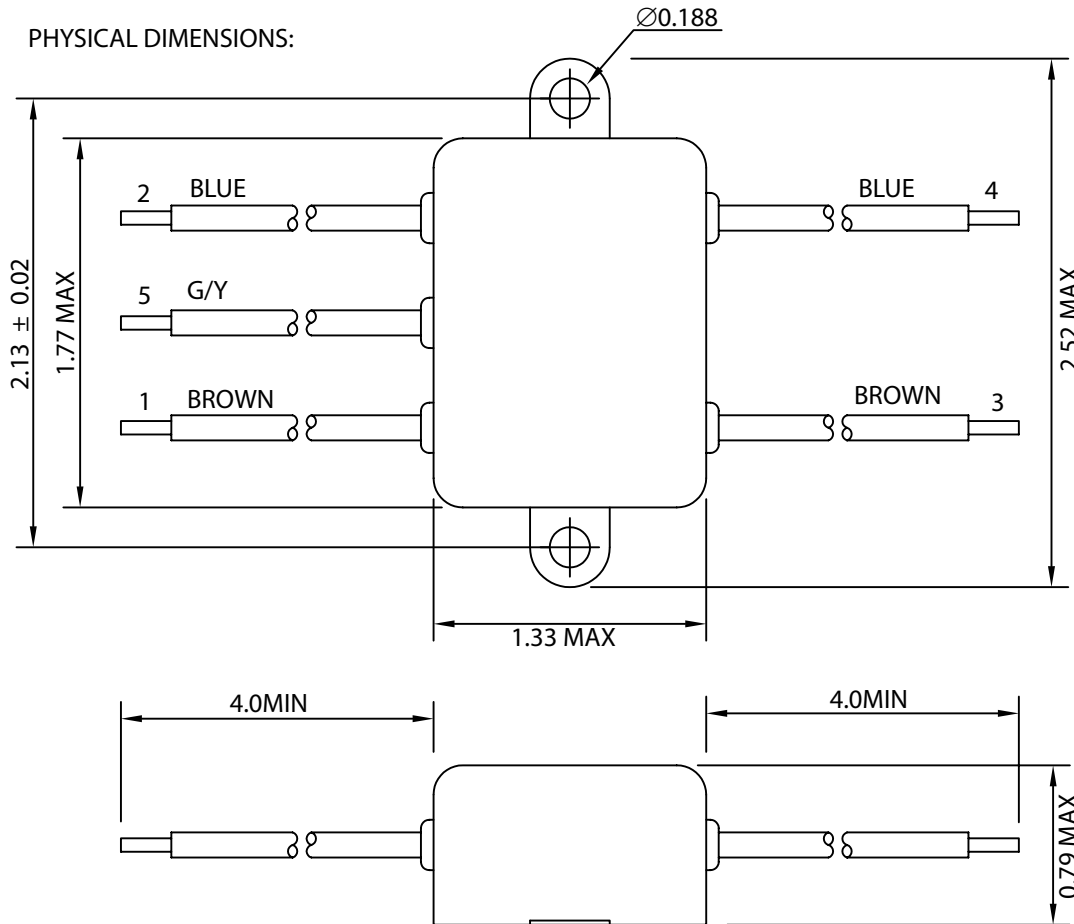 PHYSICAL DIMENSIONS:
∅0.188
2 BLUE
BLUE 4
5 G/Y
1 BROWN
BROWN 3
2.13 ± 0.02
1.77 MAX
2.52 MAX
1.33 MAX
4.0MIN
4.0MIN
0.79 MAX